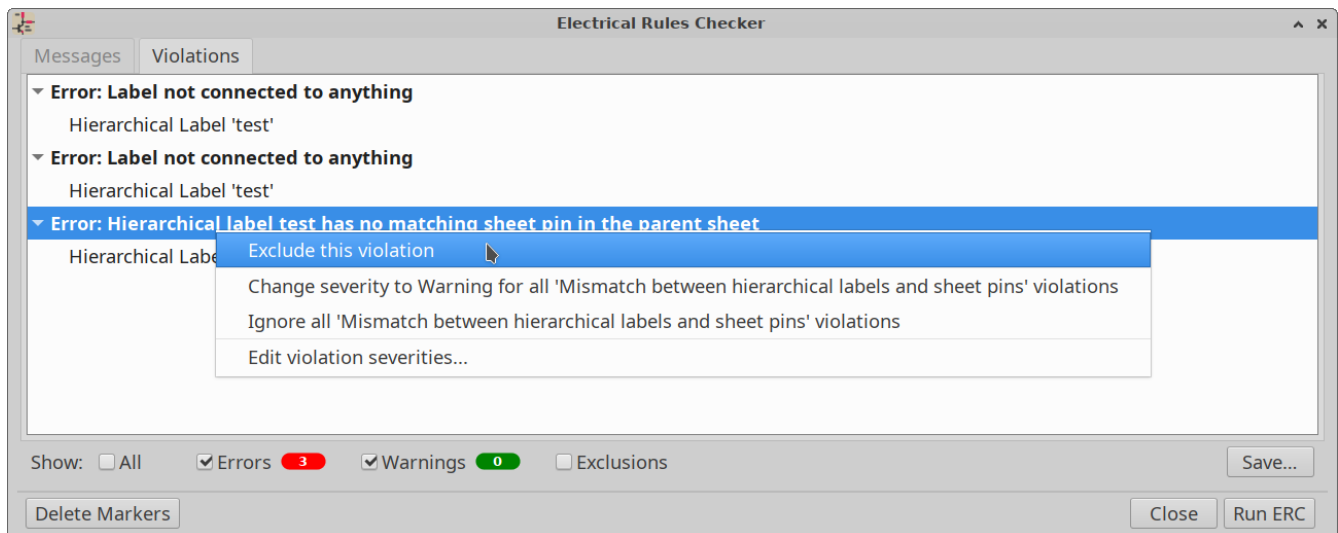 Electrical Rules Checker
Messages Violations
Error: Label not connected to anything
Hierarchical Label 'test'
Error: Label not connected to anything
Hierarchical Label 'test'
Error: Hierarchical label test has no matching sheet pin in the parent sheet
Hierarchical Labe
Exclude this violation
Change severity to Warning for all 'Mismatch between hierarchical labels and sheet pins' violations
Ignore all 'Mismatch between hierarchical labels and sheet pins' violations
Edit violation severities...
Show: All Errors 3 Warnings 0 Exclusions Save...
Delete Markers Close Run ERC